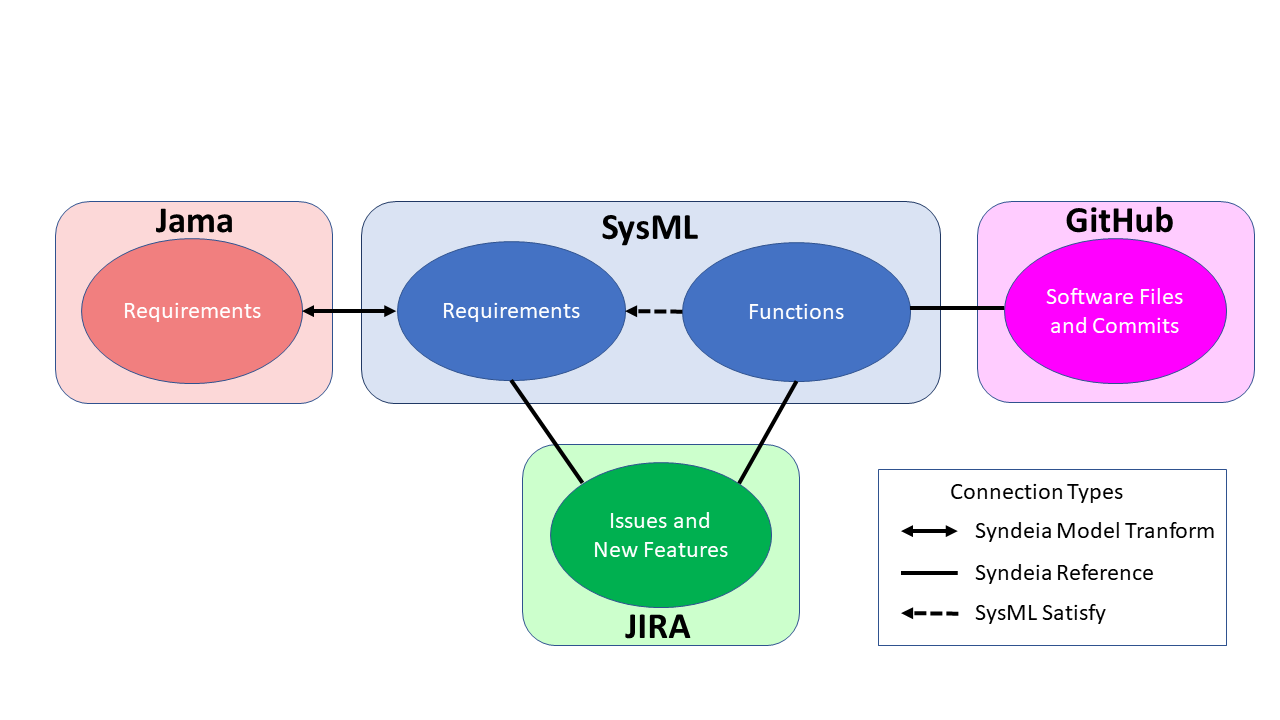 Jama
SysML
GitHub
Requirements
Requirements
Functions
Software Files
and Commits
Issues and
New Features
JIRA
Connection Types
Syndeia Model Tranform
Syndeia Reference
SysML Satisfy